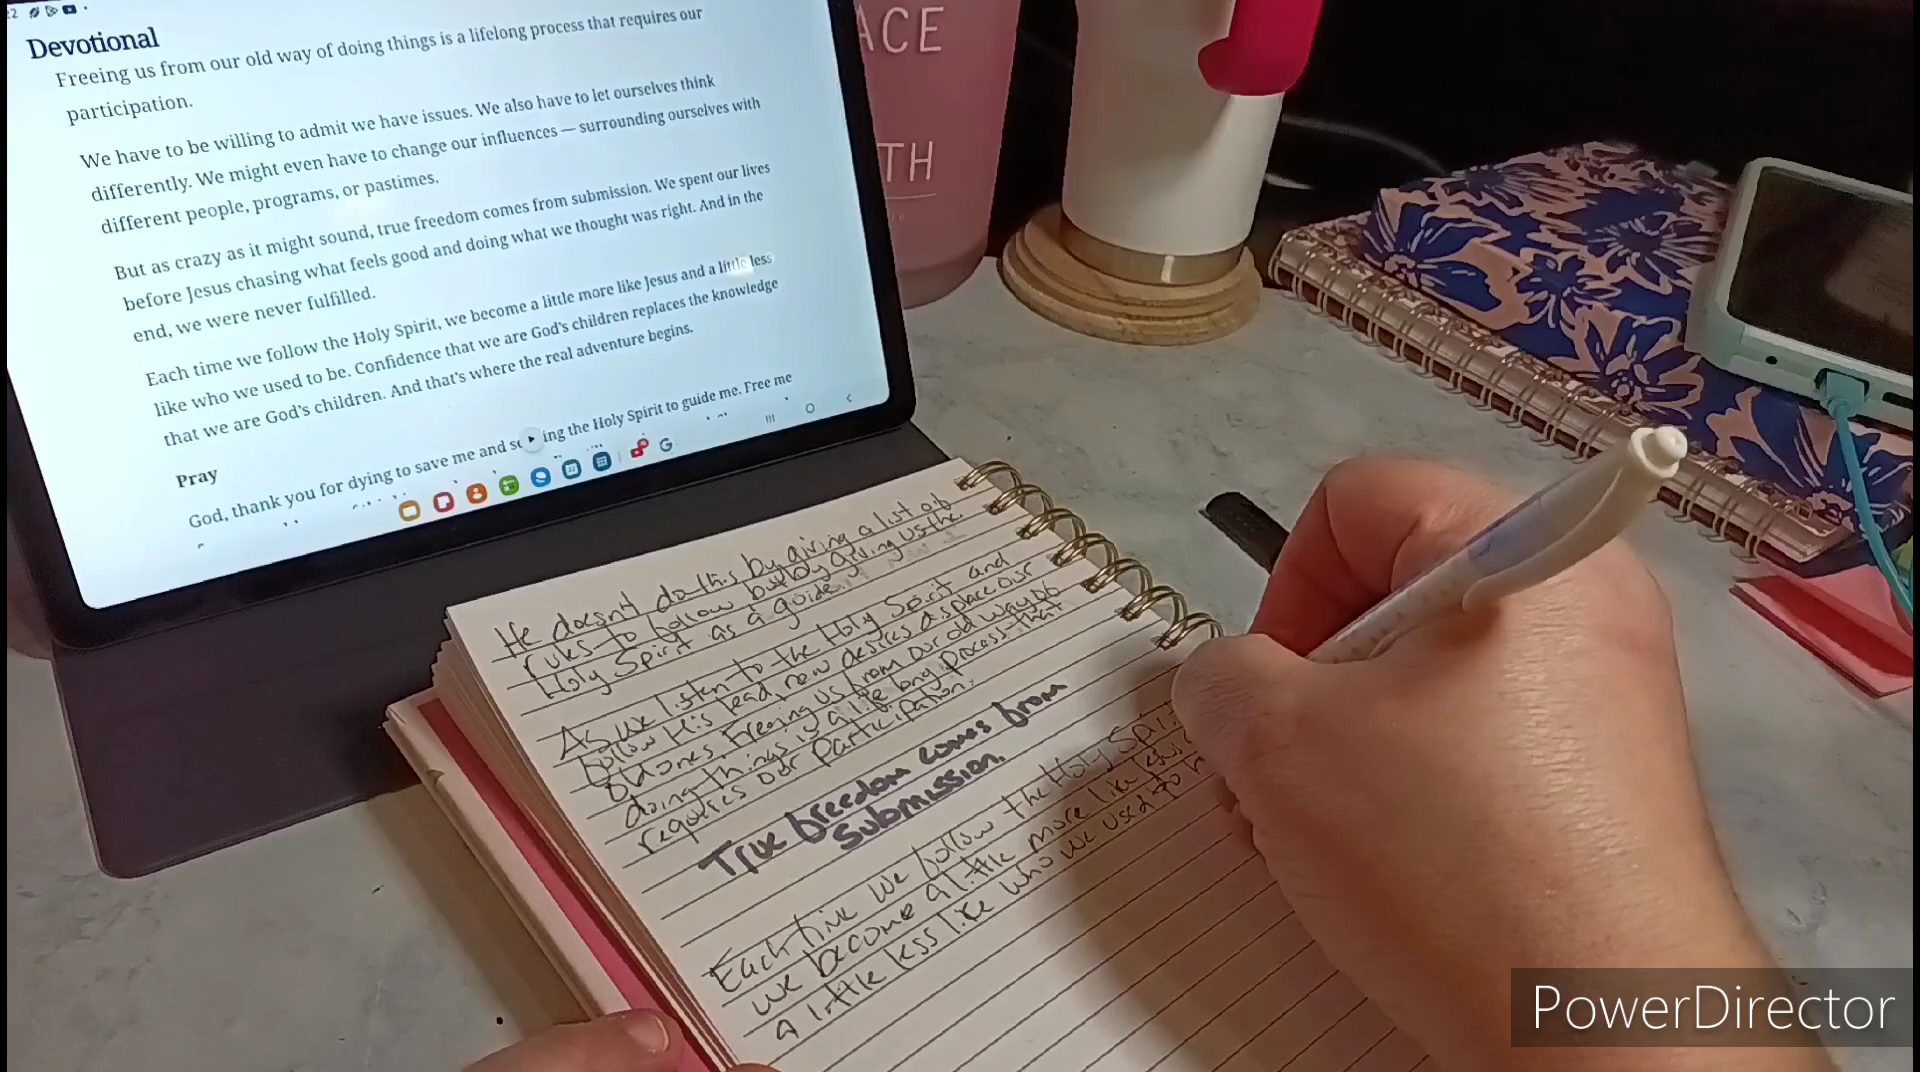 Devotional
Freeing us from our old way of doing things is a lifelong process that requires our
participation.
We have to be willing to admit we have issues. We also have to let ourselves think
differently. We might even have to change our influences — surrounding ourselves with
different people, programs, or pastimes.
But as crazy as it might sound, true freedom comes from submission. We spent our lives
before Jesus chasing what feels good and doing what we thought was right. And in the
end, we were never fulfilled.
Each time we follow the Holy Spirit, we become a little more like Jesus and a little less
like who we used to be. Confidence that we are God's children replaces the knowledge
that we are God's children. And that's where the real adventure begins.
Pray
God, thank you for dying to save me and ing the Holy Spirit to guide me. Free me
ACE
TH
He doesn't do this by giving a list of
rules to follow but by giving us the
Holy Spirit as a guide.
As we listen to the Holy Spirit and
follow His lead, new desires displace our
old ones. Freeing us from our old way of
doing things is a life long process that
requires our participation.
True freedom comes from
submission.
Each time we follow the Holy Spirit
we become a little more like
a little less like who we used to
PowerDirector